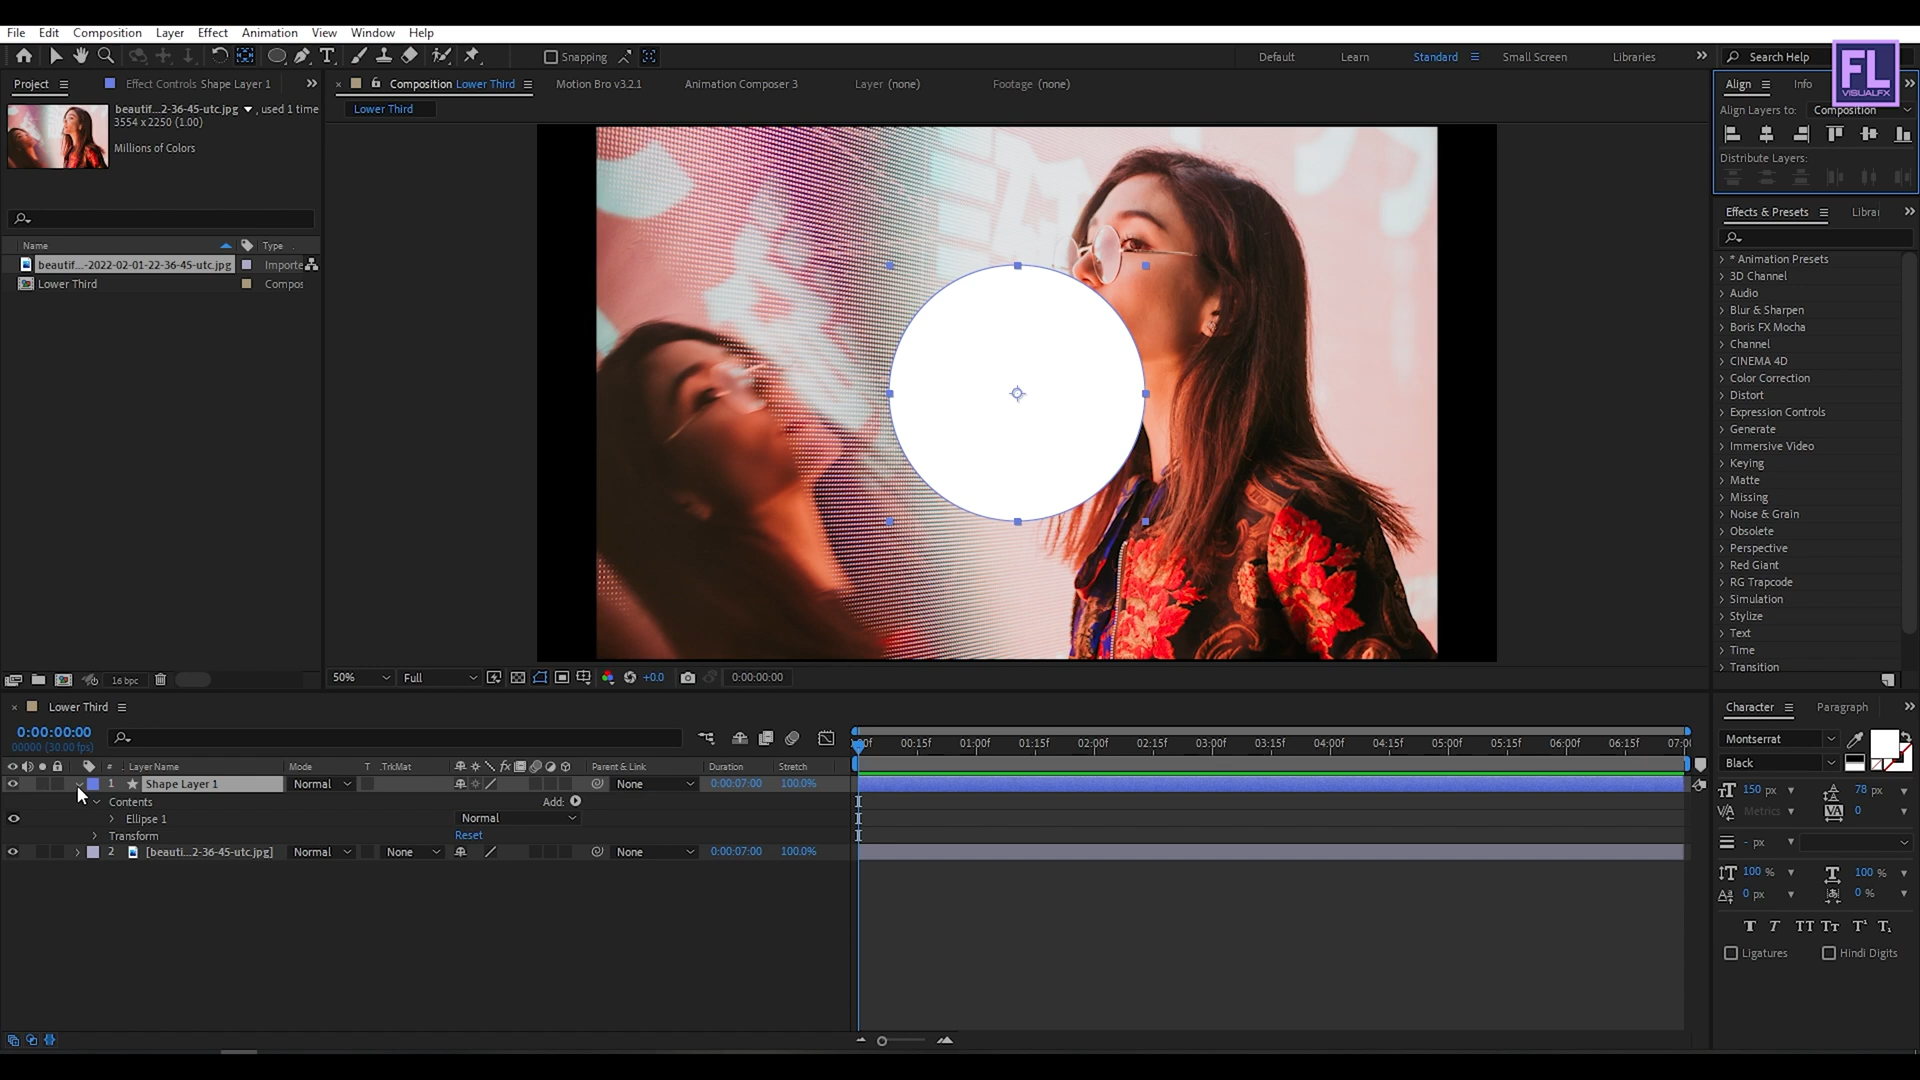 File Edit Composition Layer Effect Animation View Window Help
Snapping Default Learn Standard Small Screen Libraries Search Help
FL
VISUALFX
Project Effect Controls Shape Layer 1
beautif...2-36-45-utc.jpg , used 1 time
3554 x 2250 (1.00)
Millions of Colors
Name Type
beautif...-2022-02-01-22-36-45-utc.jpg Importe
Lower Third Compos
16 bpc
Composition Lower Third Motion Bro v3.2.1 Animation Composer 3 Layer (none) Footage (none)
Lower Third
50% Full +0.0 0:00:00:00
Align Info
Align Layers to: Composition
Distribute Layers:
Effects & Presets Librai
* Animation Presets
3D Channel
Audio
Blur & Sharpen
Boris FX Mocha
Channel
CINEMA 4D
Color Correction
Distort
Expression Controls
Generate
Immersive Video
Keying
Matte
Missing
Noise & Grain
Obsolete
Perspective
Red Giant
RG Trapcode
Simulation
Stylize
Text
Time
Transition
Lower Third
0:00:00:00
00000 (30.00 fps)
# Layer Name Mode T .TrkMat Parent & Link Duration Stretch
1 Shape Layer 1 Normal None 0:00:07:00 100.0%
Contents Add:
Ellipse 1 Normal
Transform Reset
2 [beauti...2-36-45-utc.jpg] Normal None None 0:00:07:00 100.0%
00:15f 01:00f 01:15f 02:00f 02:15f 03:00f 03:15f 04:00f 04:15f 05:00f 05:15f 06:00f 06:15f
Character Paragraph
Montserrat
Black
150 px 78 px
Metrics 0
- px
100 % 100 %
0 px 0 %
T T TT Tт T¹ T₁
Ligatures Hindi Digits